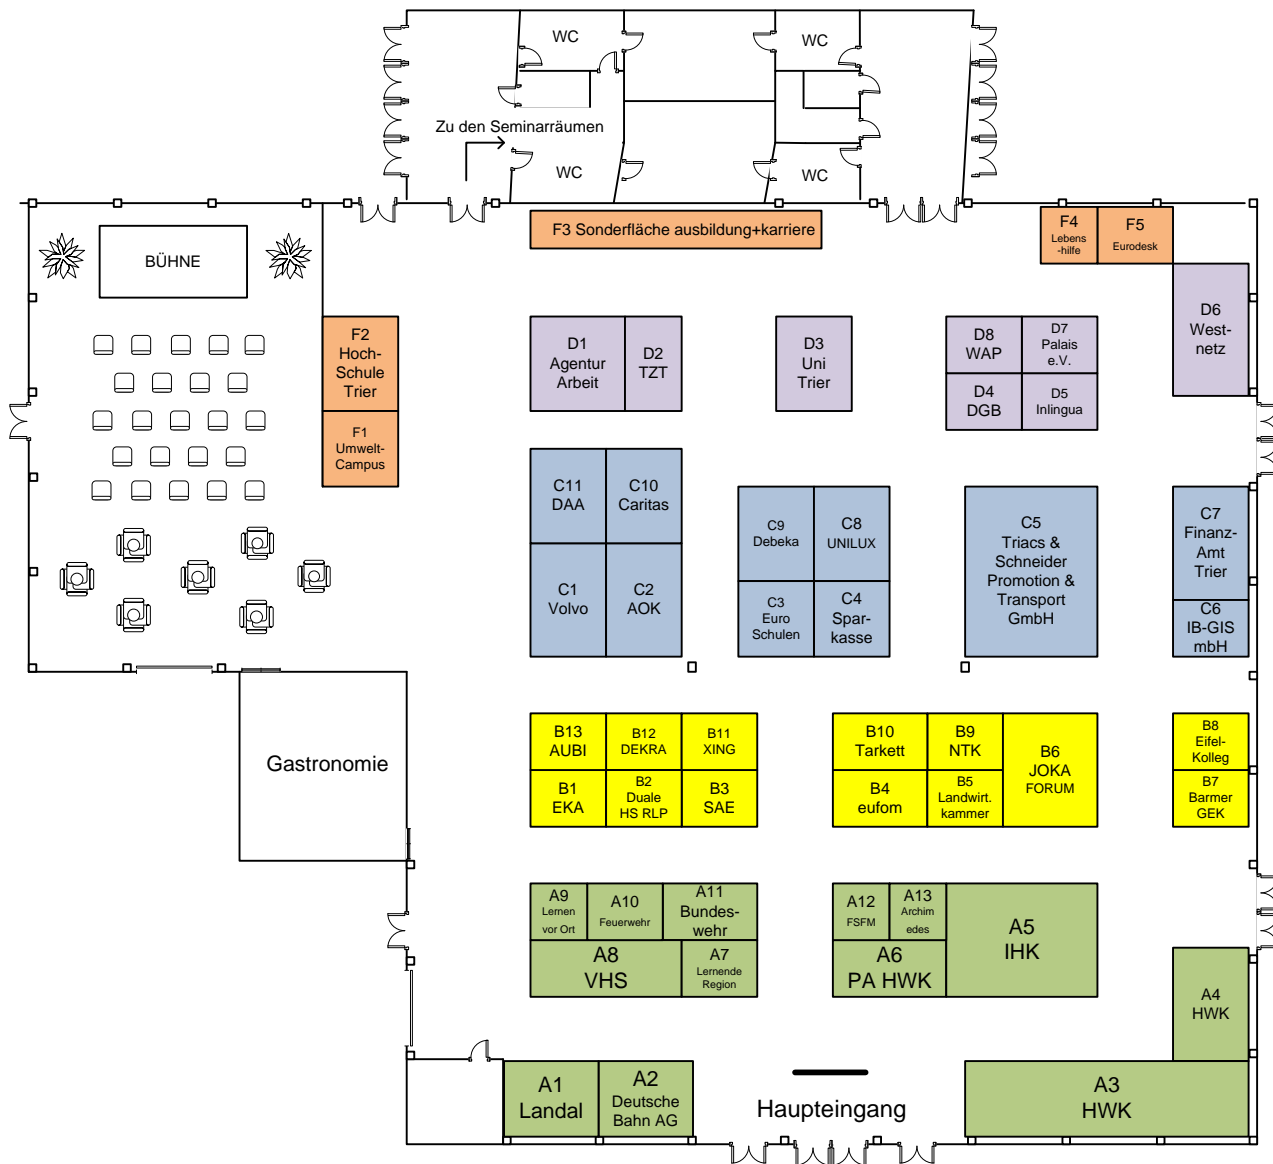 WC
WC
Zu den Seminarräumen
WC
WC
F3 Sonderfläche ausbildung+karriere
F4
Lebens
-hilfe
F5
Eurodesk
BÜHNE
D6
West-
netz
F2
Hoch-
Schule
Trier
D1
Agentur
Arbeit
D2
TZT
D3
Uni
Trier
D8
WAP
D7
Palais
e.V.
D4
DGB
D5
Inlingua
F1
Umwelt-
Campus
C11
DAA
C10
Caritas
C9
Debeka
C8
UNILUX
C5
Triacs &
Schneider
Promotion &
Transport
GmbH
C7
Finanz-
Amt
Trier
C1
Volvo
C2
AOK
C3
Euro
Schulen
C4
Spar-
kasse
C6
IB-GIS
mbH
Gastronomie
B13
AUBI
B12
DEKRA
B11
XING
B10
Tarkett
B9
NTK
B6
JOKA
FORUM
B8
Eifel-
Kolleg
B1
EKA
B2
Duale
HS RLP
B3
SAE
B4
eufom
B5
Landwirt.
kammer
B7
Barmer
GEK
A9
Lernen
vor Ort
A10
Feuerwehr
A11
Bundes-
wehr
A12
FSFM
A13
Archim
edes
A5
IHK
A8
VHS
A7
Lernende
Region
A6
PA HWK
A4
HWK
A1
Landal
A2
Deutsche
Bahn AG
Haupteingang
A3
HWK